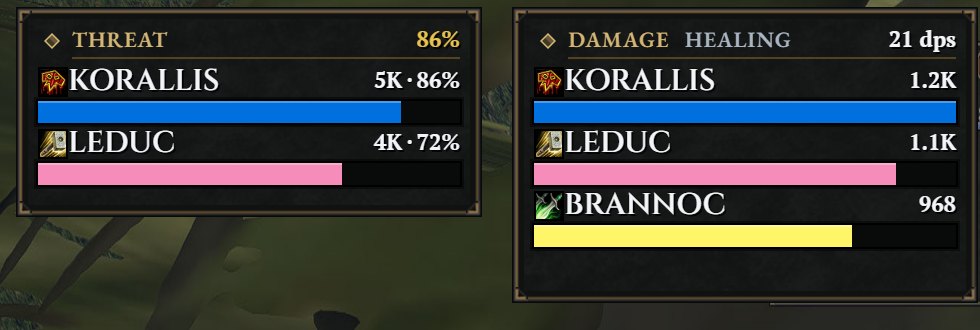 THREAT 86%
KORALLIS 5K · 86%
LEDUC 4K · 72%
DAMAGE HEALING 21 dps
KORALLIS 1.2K
LEDUC 1.1K
BRANNOC 968